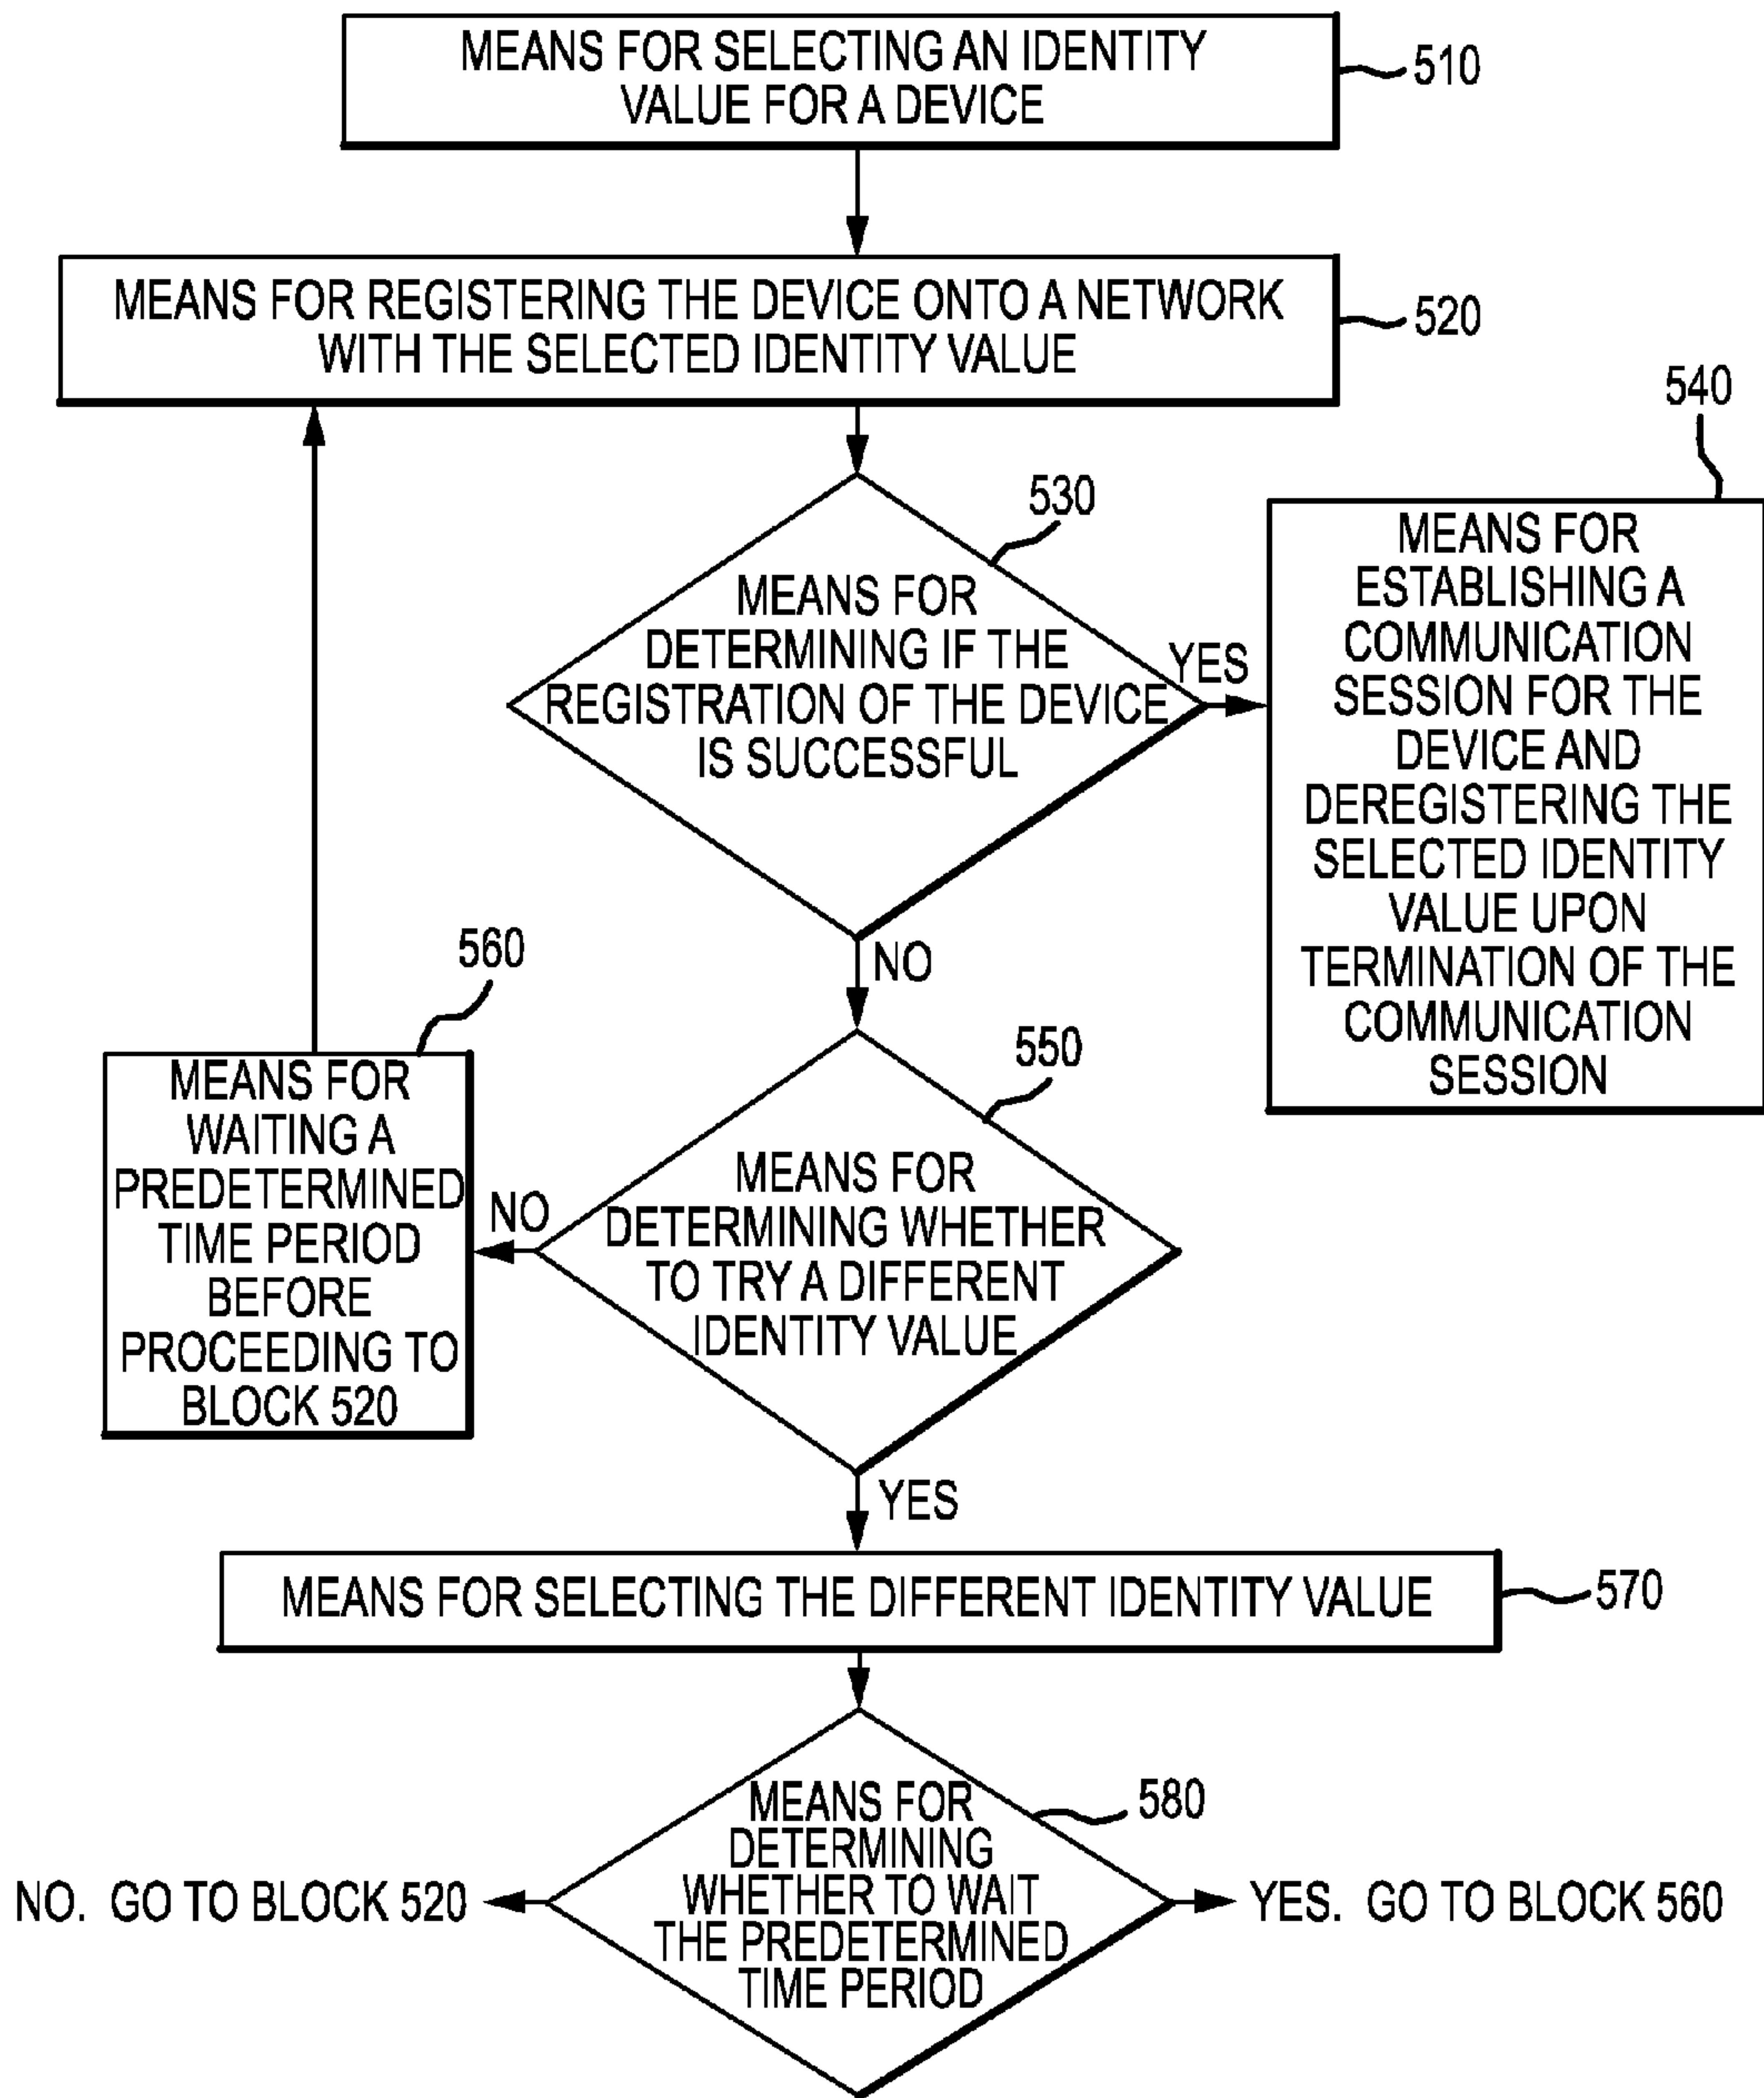 MEANS FOR SELECTING AN IDENTITY
VALUE FOR A DEVICE
510
MEANS FOR REGISTERING THE DEVICE ONTO A NETWORK
WITH THE SELECTED IDENTITY VALUE
520
530
MEANS FOR
DETERMINING IF THE
REGISTRATION OF THE DEVICE
IS SUCCESSFUL
YES
540
MEANS FOR
ESTABLISHING A
COMMUNICATION
SESSION FOR THE
DEVICE AND
DEREGISTERING THE
SELECTED IDENTITY
VALUE UPON
TERMINATION OF THE
COMMUNICATION
SESSION
NO
550
MEANS FOR
DETERMINING WHETHER
TO TRY A DIFFERENT
IDENTITY VALUE
NO
560
MEANS FOR
WAITING A
PREDETERMINED
TIME PERIOD
BEFORE
PROCEEDING TO
BLOCK 520
YES
MEANS FOR SELECTING THE DIFFERENT IDENTITY VALUE
570
580
MEANS FOR
DETERMINING
WHETHER TO WAIT
THE PREDETERMINED
TIME PERIOD
NO. GO TO BLOCK 520
YES. GO TO BLOCK 560